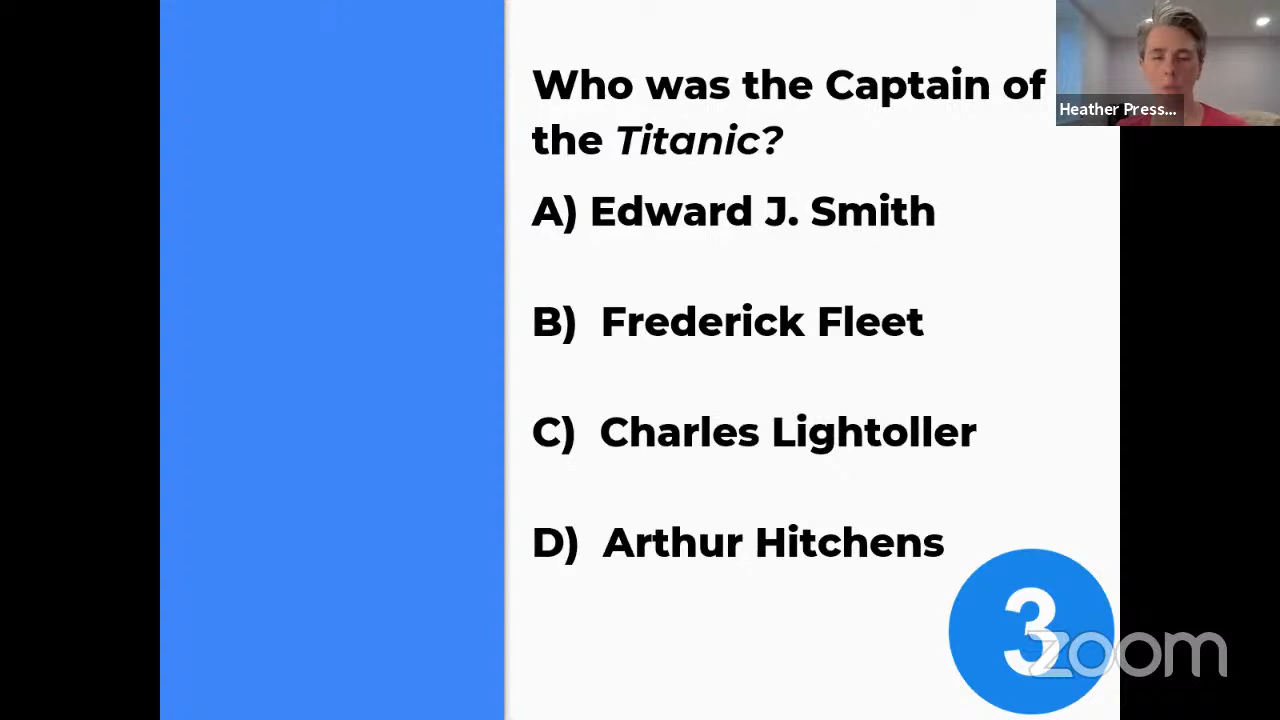 Who was the Captain of
the Titanic?
A) Edward J. Smith
B) Frederick Fleet
C) Charles Lightoller
D) Arthur Hitchens
3
Heather Press...
zoom